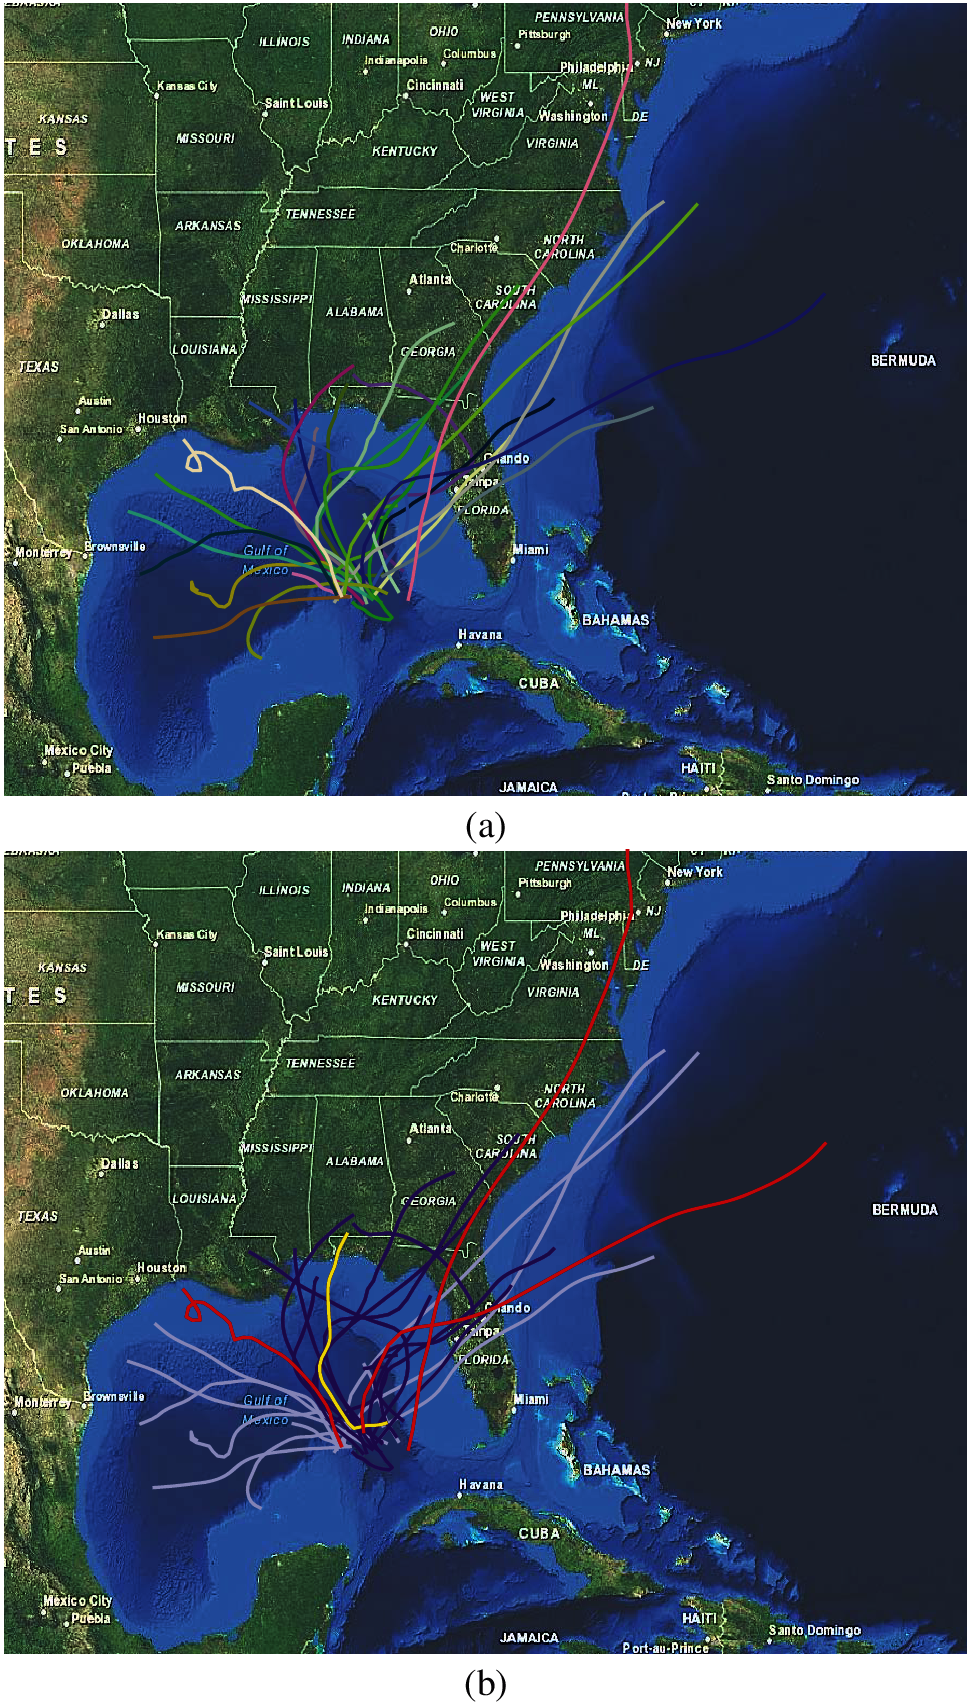 PENNSYLVANIA
New York
OHIO
Pittsburgh
ILLINOIS
INDIANA
Columbus
Indianapolis
Philadelphia
NJ
Kansas City
Cincinnati
ML
Saint Louis
WEST
VIRGINIA
Washington
DE
KANSAS
MISSOURI
VIRGINIA
TES
KENTUCKY
TENNESSEE
ARKANSAS
OKLAHOMA
Charlotte
NORTH
CAROLINA
Atlanta
SOUTH
CAROLINA
MISSISSIPPI
ALABAMA
Dallas
LOUISIANA
GEORGIA
BERMUDA
TEXAS
Austin
Houston
San Antonio
Orlando
Tampa
FLORIDA
Monterrey
Brownsville
Gulf of
Mexico
Miami
BAHAMAS
Havana
CUBA
México City
Puebla
HAITI
Santo Domingo
JAMAICA
(a)
PENNSYLVANIA
New York
OHIO
Pittsburgh
ILLINOIS
INDIANA
Columbus
Indianapolis
Philadelphia
NJ
Kansas City
Cincinnati
ML
Saint Louis
WEST
VIRGINIA
Washington
DE
KANSAS
MISSOURI
VIRGINIA
TES
KENTUCKY
TENNESSEE
ARKANSAS
OKLAHOMA
Charlotte
NORTH
CAROLINA
Atlanta
SOUTH
CAROLINA
MISSISSIPPI
ALABAMA
Dallas
LOUISIANA
GEORGIA
BERMUDA
TEXAS
Austin
Houston
San Antonio
Orlando
Tampa
FLORIDA
Monterrey
Brownsville
Gulf of
Mexico
Miami
BAHAMAS
Havana
CUBA
México City
Puebla
HAITI
Santo Domingo
JAMAICA
Port-au-Prince
(b)